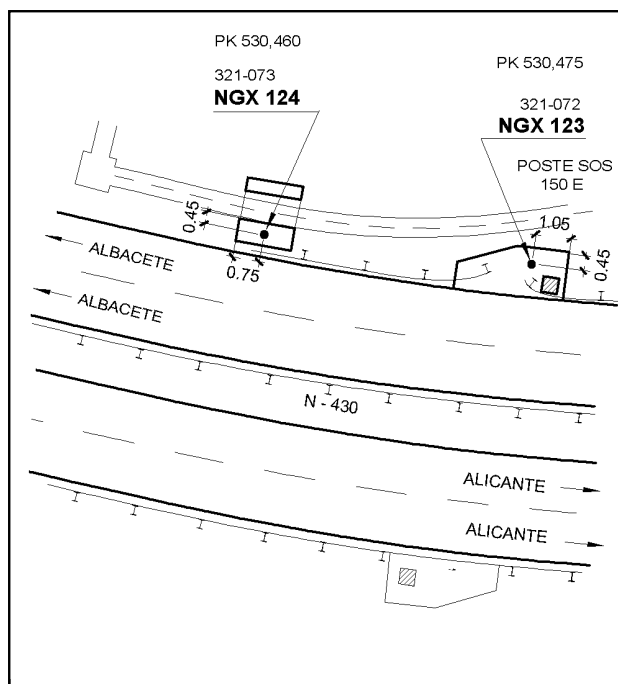 PK 530,460
321-073
NGX 124
PK 530,475
321-072
NGX 123
POSTE SOS
150 E
0.45
0.75
1.05
0.45
ALBACETE
ALBACETE
N - 430
ALICANTE
ALICANTE